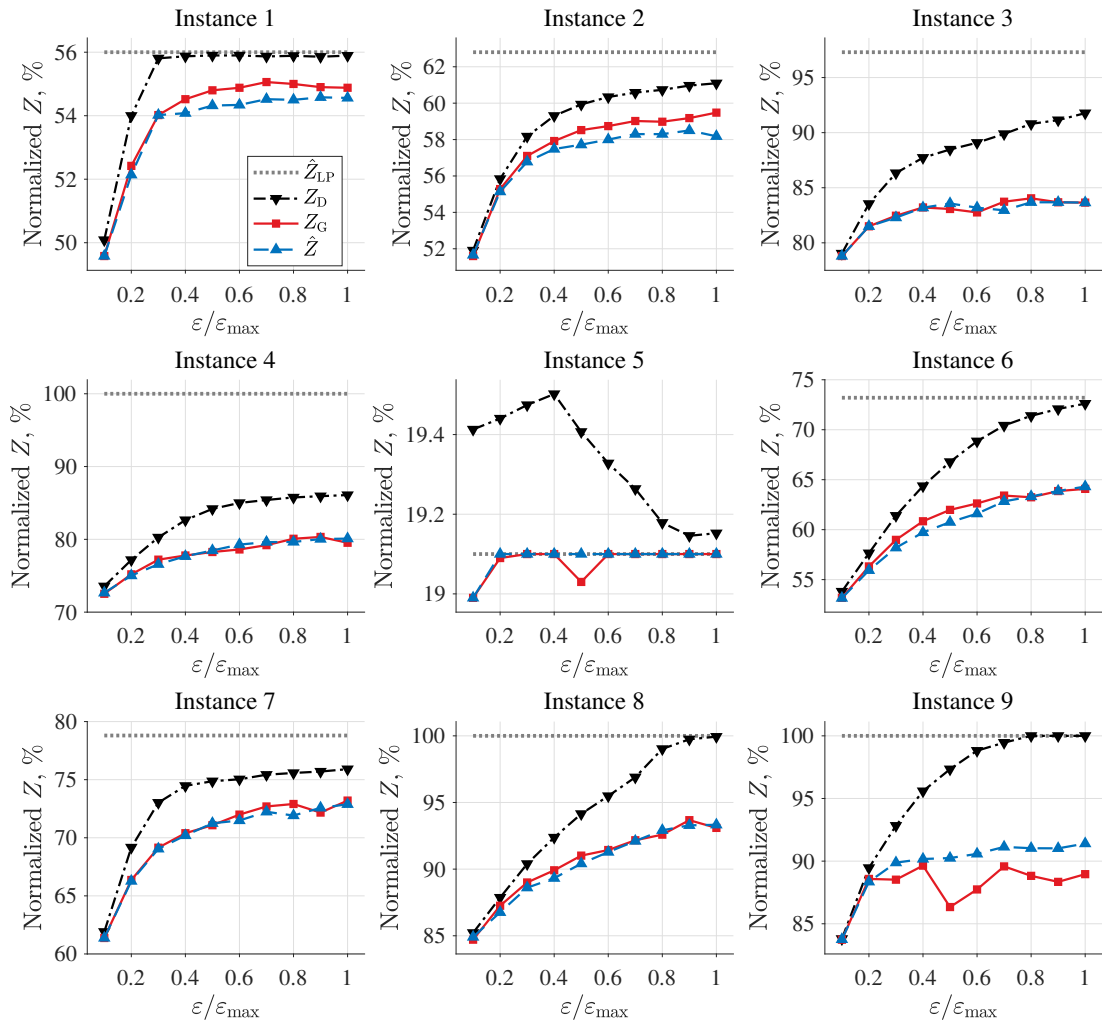 Instance 1
Normalized Z, %
56
54
52
50
0.2 0.4 0.6 0.8 1
ε/ε_max
Ẑ_LP
Z_D
Z_G
Ẑ
Instance 2
Normalized Z, %
62
60
58
56
54
52
0.2 0.4 0.6 0.8 1
ε/ε_max
Instance 3
Normalized Z, %
95
90
85
80
0.2 0.4 0.6 0.8 1
ε/ε_max
Instance 4
Normalized Z, %
100
90
80
70
0.2 0.4 0.6 0.8 1
ε/ε_max
Instance 5
Normalized Z, %
19.4
19.2
19
0.2 0.4 0.6 0.8 1
ε/ε_max
Instance 6
Normalized Z, %
75
70
65
60
55
0.2 0.4 0.6 0.8 1
ε/ε_max
Instance 7
Normalized Z, %
80
75
70
65
60
0.2 0.4 0.6 0.8 1
ε/ε_max
Instance 8
Normalized Z, %
100
95
90
85
0.2 0.4 0.6 0.8 1
ε/ε_max
Instance 9
Normalized Z, %
100
95
90
85
0.2 0.4 0.6 0.8 1
ε/ε_max